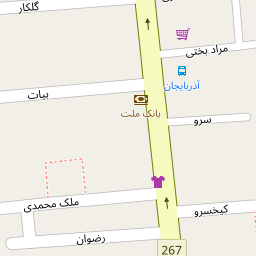 گلکار
مراد بختی
آذربایجان
بیات
بانک ملت
سرو
ملک محمدی
کیخسرو
رضوان
267